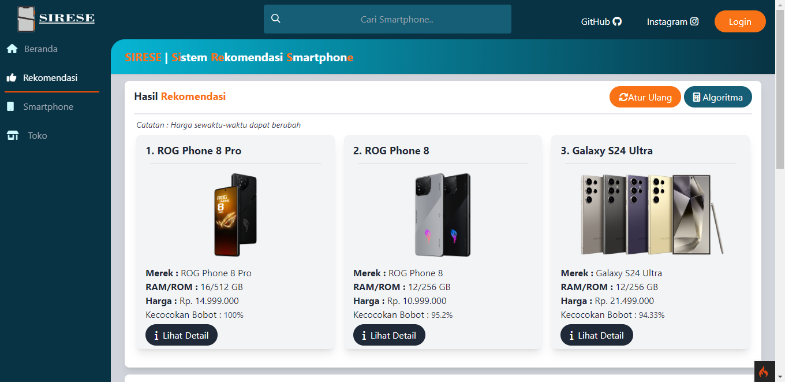 SIRESE
Cari Smartphone..
GitHub
Instagram
Login
Beranda
Rekomendasi
Smartphone
Toko
SIRESE | Sistem Rekomendasi Smartphone
Hasil Rekomendasi
Atur Ulang
Algoritma
Catatan : Harga sewaktu-waktu dapat berubah
1. ROG Phone 8 Pro
Merek : ROG Phone 8 Pro
RAM/ROM : 16/512 GB
Harga : Rp. 14.999.000
Kecocokan Bobot : 100%
Lihat Detail
2. ROG Phone 8
Merek : ROG Phone 8
RAM/ROM : 12/256 GB
Harga : Rp. 10.999.000
Kecocokan Bobot : 95.2%
Lihat Detail
3. Galaxy S24 Ultra
Merek : Galaxy S24 Ultra
RAM/ROM : 12/256 GB
Harga : Rp. 21.499.000
Kecocokan Bobot : 94.33%
Lihat Detail